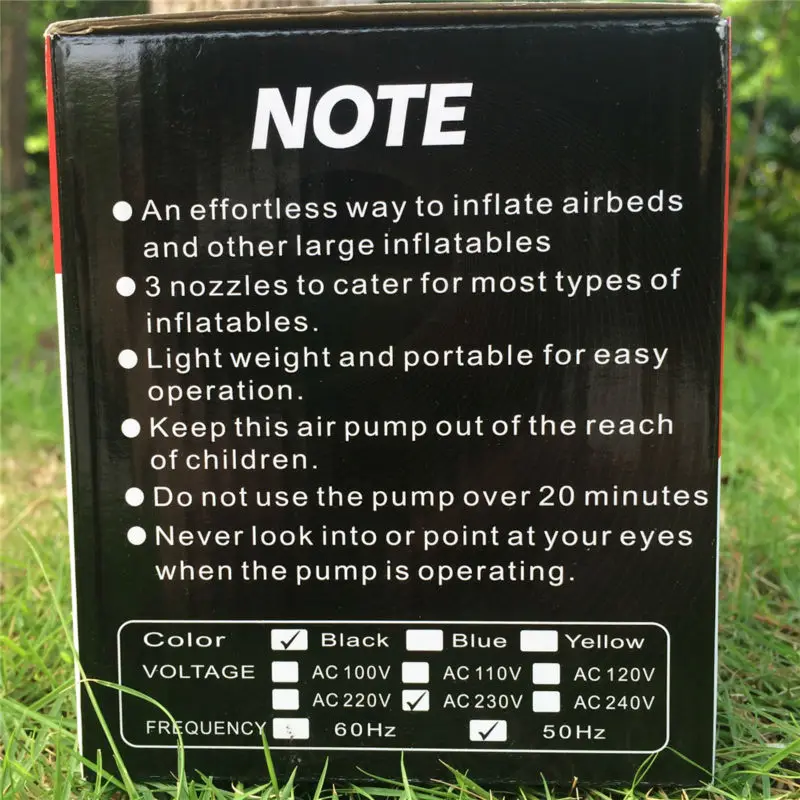 NOTE
● An effortless way to inflate airbeds
and other large inflatables
● 3 nozzles to cater for most types of
inflatables.
● Light weight and portable for easy
operation.
● Keep this air pump out of the reach
of children.
● Do not use the pump over 20 minutes
● Never look into or point at your eyes
when the pump is operating.
Color ✓ Black Blue Yellow
VOLTAGE AC 100V AC 110V AC 120V
AC 220V ✓ AC 230V AC 240V
FREQUENCY 60Hz ✓ 50Hz